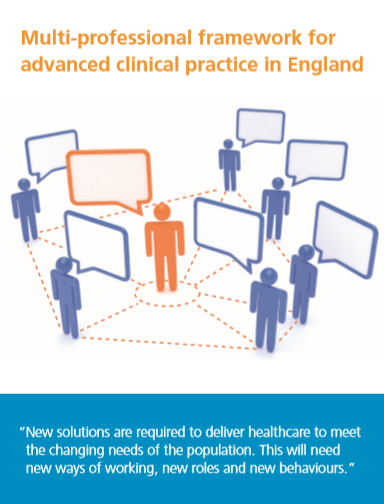 Multi-professional framework for
advanced clinical practice in England
“New solutions are required to deliver healthcare to meet
the changing needs of the population. This will need
new ways of working, new roles and new behaviours.”